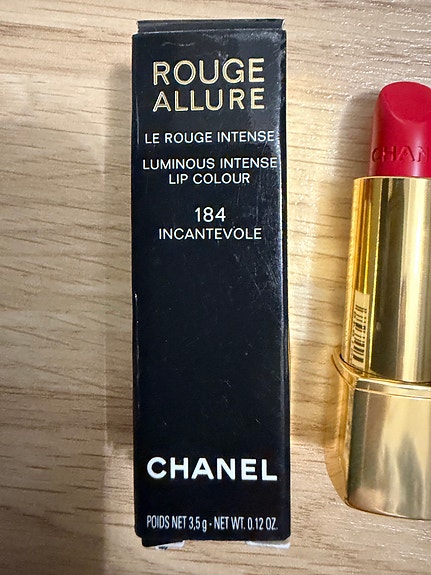 ROUGE
ALLURE
LE ROUGE INTENSE
LUMINOUS INTENSE
LIP COLOUR
184
INCANTEVOLE
CHANEL
POIDS NET 3,5 g - NET WT. 0.12 OZ.
CHAN